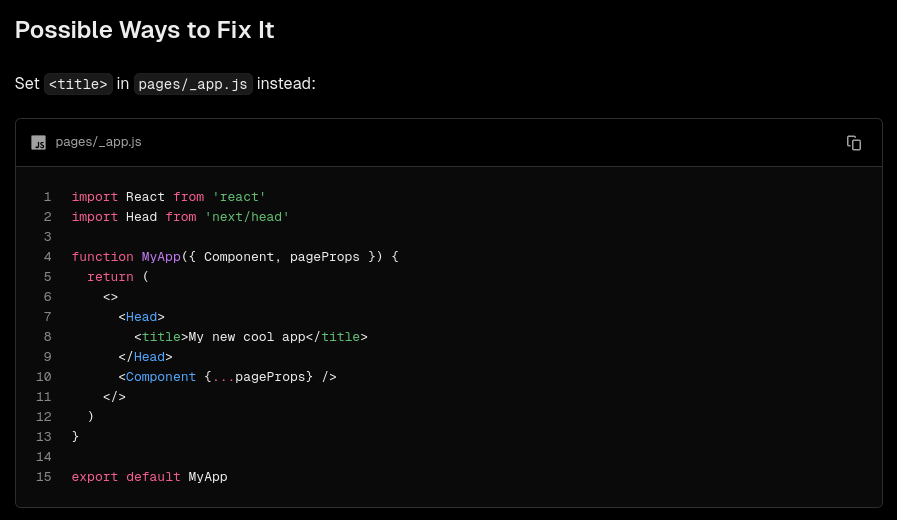 Possible Ways to Fix It
Set <title> in pages/_app.js instead:
JS pages/_app.js
1 import React from 'react'
2 import Head from 'next/head'
3
4 function MyApp({ Component, pageProps }) {
5   return (
6     <>
7       <Head>
8         <title>My new cool app</title>
9       </Head>
10       <Component {...pageProps} />
11     </>
12   )
13 }
14
15 export default MyApp